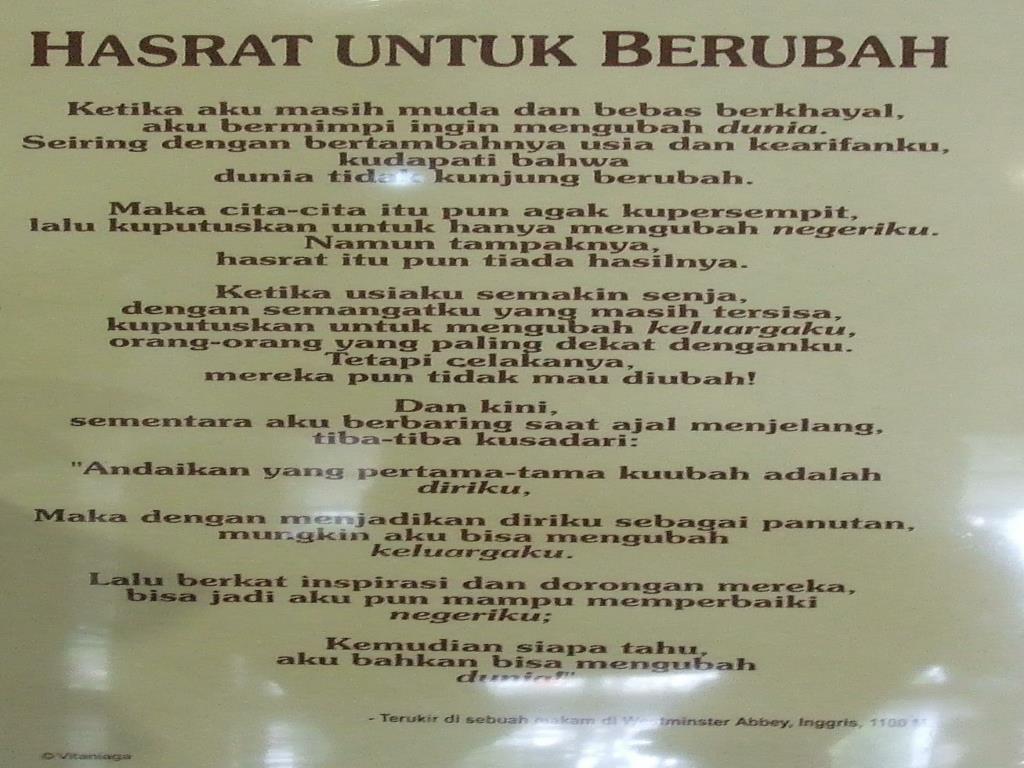 HASRAT UNTUK BERUBAH
Ketika aku masih muda dan bebas berkhayal,
aku bermimpi ingin mengubah dunia.
Seiring dengan bertambahnya usia dan kearifanku,
kudapati bahwa
dunia tidak kunjung berubah.
Maka cita-cita itu pun agak kupersempit,
lalu kuputuskan untuk hanya mengubah negeriku.
Namun tampaknya,
hasrat itu pun tiada hasilnya.
Ketika usiaku semakin senja,
dengan semangatku yang masih tersisa,
kuputuskan untuk mengubah keluargaku,
orang-orang yang paling dekat denganku.
Tetapi celakanya,
mereka pun tidak mau diubah!
Dan kini,
sementara aku berbaring saat ajal menjelang,
tiba-tiba kusadari:
"Andaikan yang pertama-tama kuubah adalah
diriku,
Maka dengan menjadikan diriku sebagai panutan,
mungkin aku bisa mengubah
keluargaku.
Lalu berkat inspirasi dan dorongan mereka,
bisa jadi aku pun mampu memperbaiki
negeriku;
Kemudian siapa tahu,
aku bahkan bisa mengubah
dunia!"
- Terukir di sebuah makam di Westminster Abbey, Inggris, 1100 M
© Vitaniaga